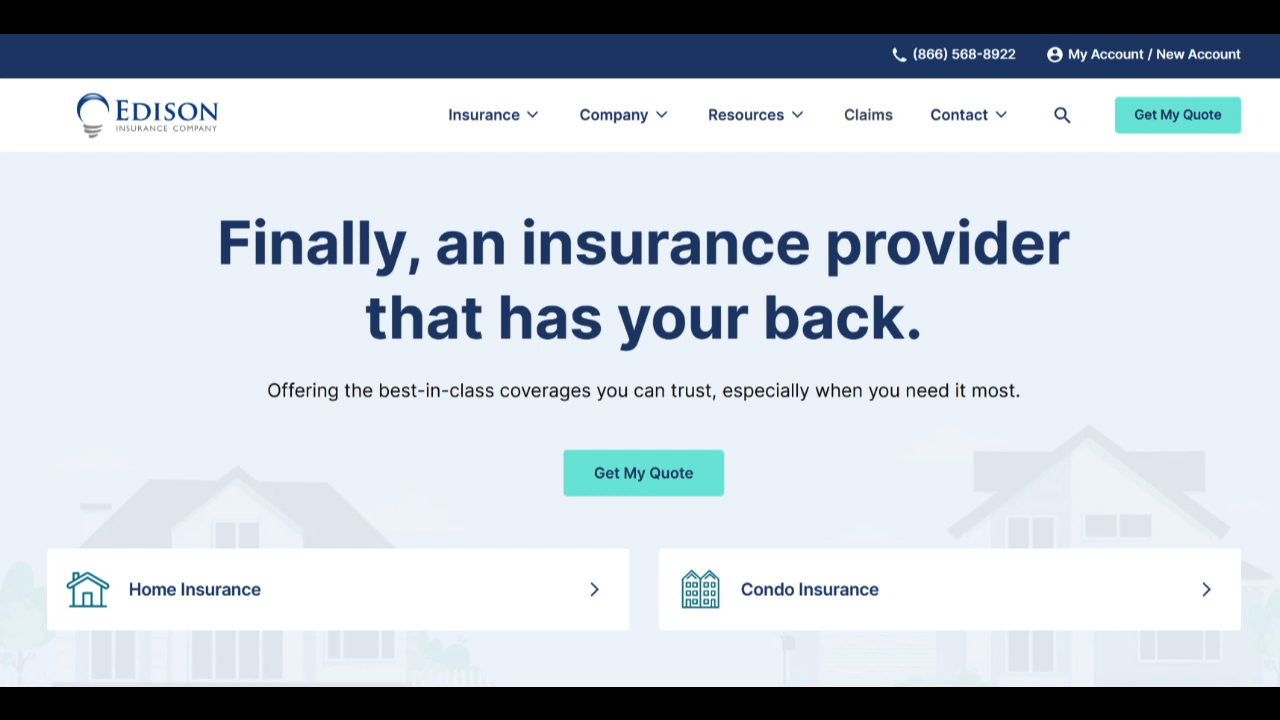 (866) 568-8922 My Account / New Account
EDISON
INSURANCE COMPANY
Insurance Company Resources Claims Contact Get My Quote
Finally, an insurance provider
that has your back.
Offering the best-in-class coverages you can trust, especially when you need it most.
Get My Quote
Home Insurance Condo Insurance